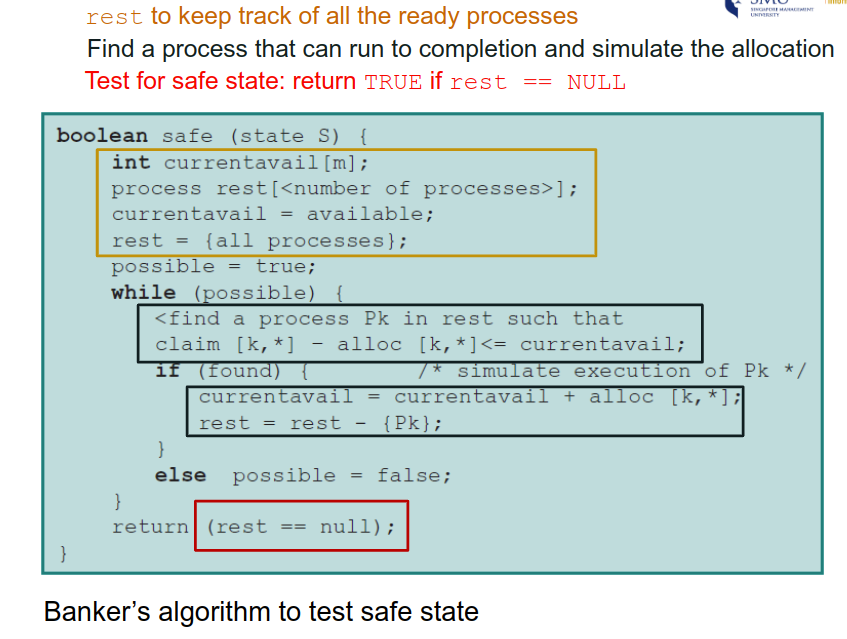 SMU
SINGAPORE MANAGEMENT
UNIVERSITY
rest to keep track of all the ready processes
Find a process that can run to completion and simulate the allocation
Test for safe state: return TRUE if rest == NULL
boolean safe (state S) {
int currentavail[m];
process rest[<number of processes>];
currentavail = available;
rest = {all processes};
possible = true;
while (possible) {
<find a process Pk in rest such that
claim [k,*] - alloc [k,*]<= currentavail;
if (found) { /* simulate execution of Pk */
currentavail = currentavail + alloc [k,*];
rest = rest - {Pk};
}
else possible = false;
}
return (rest == null);
}
Banker's algorithm to test safe state